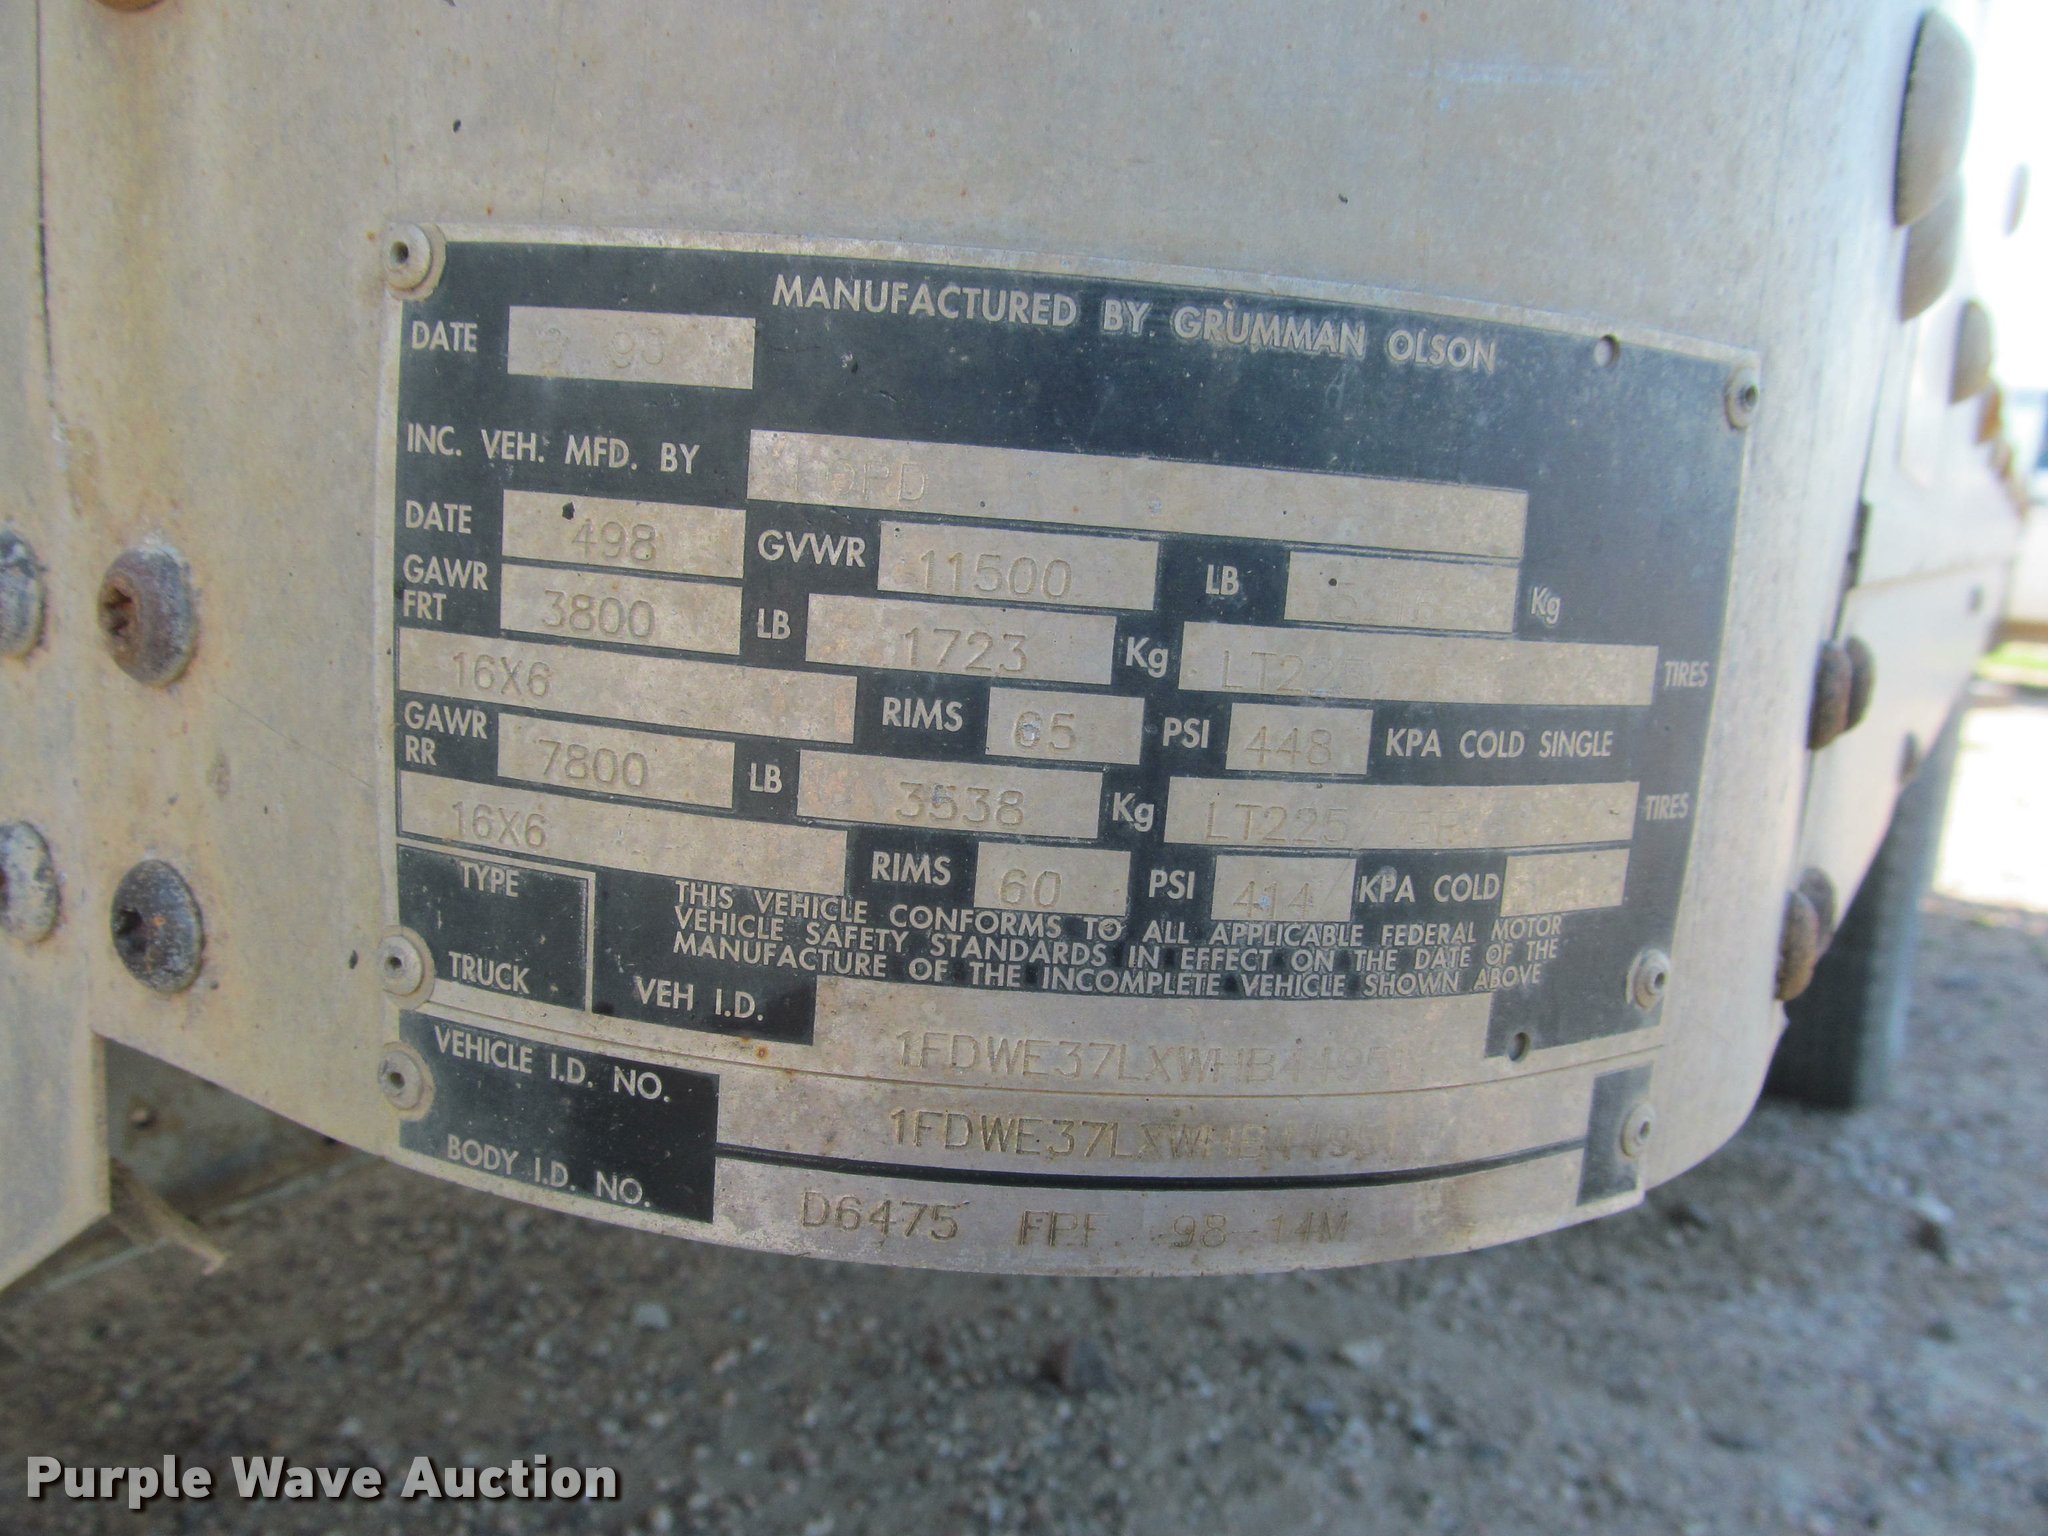 MANUFACTURED BY GRUMMAN OLSON
DATE
INC. VEH. MFD. BY FORD
DATE 498 GVWR 11500 LB Kg
GAWR FRT 3800 LB 1723 Kg LT225 TIRES
16X6 RIMS 65 PSI 448 KPA COLD SINGLE
GAWR RR 7800 LB 3538 Kg LT225 TIRES
16X6 RIMS 60 PSI 414 KPA COLD
TYPE
TRUCK
THIS VEHICLE CONFORMS TO ALL APPLICABLE FEDERAL MOTOR
VEHICLE SAFETY STANDARDS IN EFFECT ON THE DATE OF THE
MANUFACTURE OF THE INCOMPLETE VEHICLE SHOWN ABOVE
VEH I.D.
VEHICLE I.D. NO.
BODY I.D. NO. D6475 98 14M
Purple Wave Auction